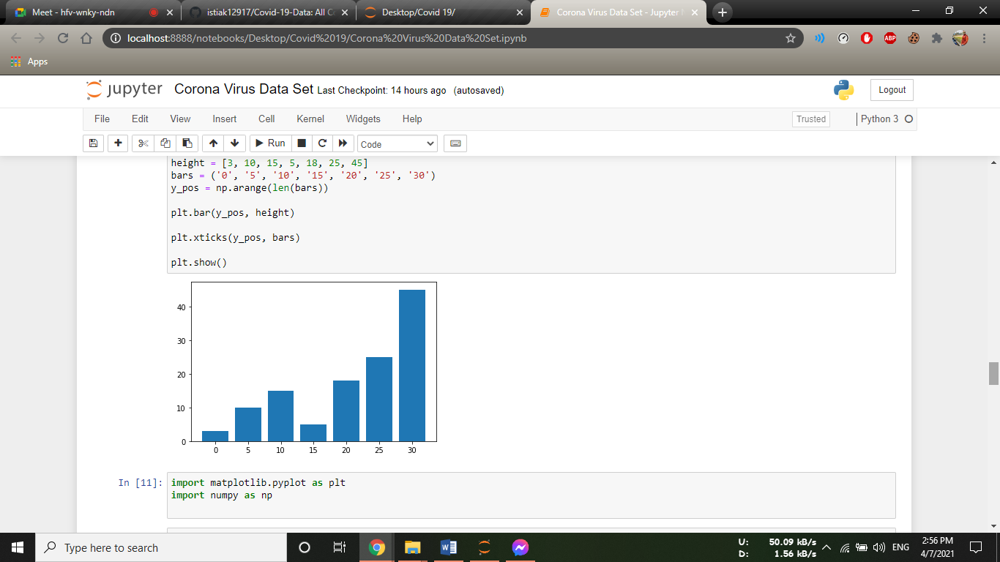 Meet - hfv-wnky-ndn
istiak12917/Covid-19-Data: All C
Desktop/Covid 19/
Corona Virus Data Set - Jupyter
localhost:8888/notebooks/Desktop/Covid%2019/Corona%20Virus%20Data%20Set.ipynb
ABP
Apps
jupyter Corona Virus Data Set Last Checkpoint: 14 hours ago (autosaved)
Logout
File Edit View Insert Cell Kernel Widgets Help
Trusted
Python 3
Run
Code
height = [3, 10, 15, 5, 18, 25, 45]
bars = ('0', '5', '10', '15', '20', '25', '30')
y_pos = np.arange(len(bars))
plt.bar(y_pos, height)
plt.xticks(y_pos, bars)
plt.show()
40
30
20
10
0
0 5 10 15 20 25 30
In [11]:
import matplotlib.pyplot as plt
import numpy as np
Type here to search
U: 50.09 kB/s
D: 1.56 kB/s
ENG
2:56 PM
4/7/2021